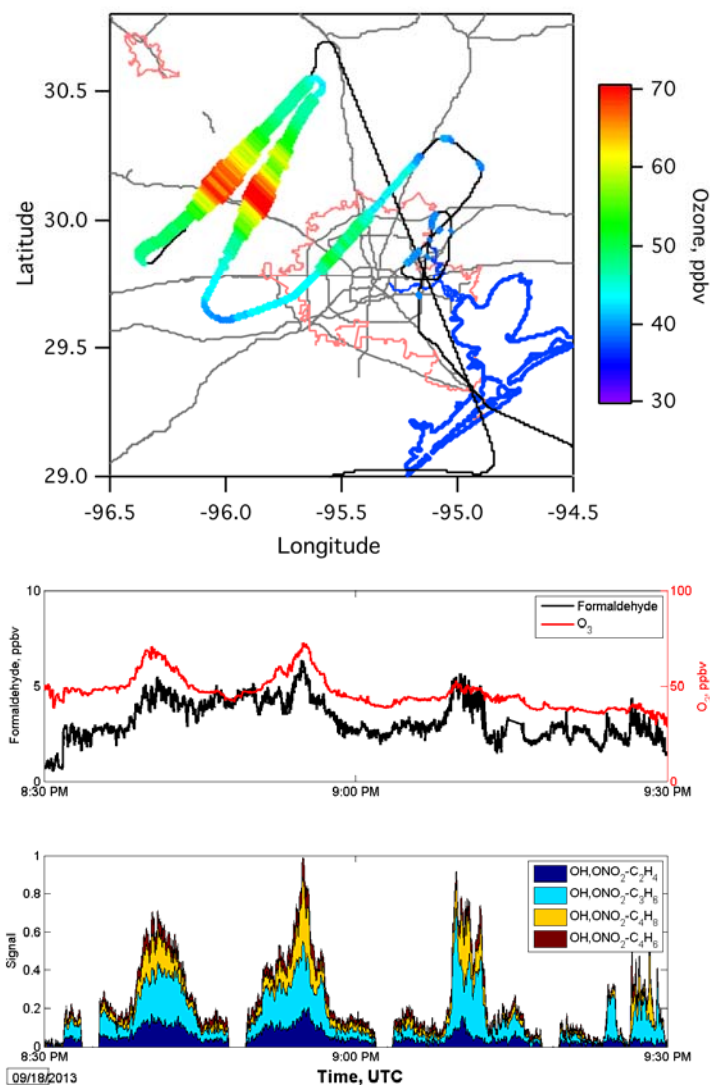 30.5
30.0
29.5
29.0
Latitude
-96.5 -96.0 -95.5 -95.0 -94.5
Longitude
70
60
50
40
30
Ozone, ppbv
10
5
0
Formaldehyde, ppbv
100
50
0
O3, ppbv
Formaldehyde
O3
8:30 PM 9:00 PM 9:30 PM
1
0.8
0.6
0.4
0.2
0
Signal
OH,ONO2-C2H4
OH,ONO2-C3H6
OH,ONO2-C4H8
OH,ONO2-C4H6
8:30 PM 9:00 PM 9:30 PM
09/18/2013
Time, UTC